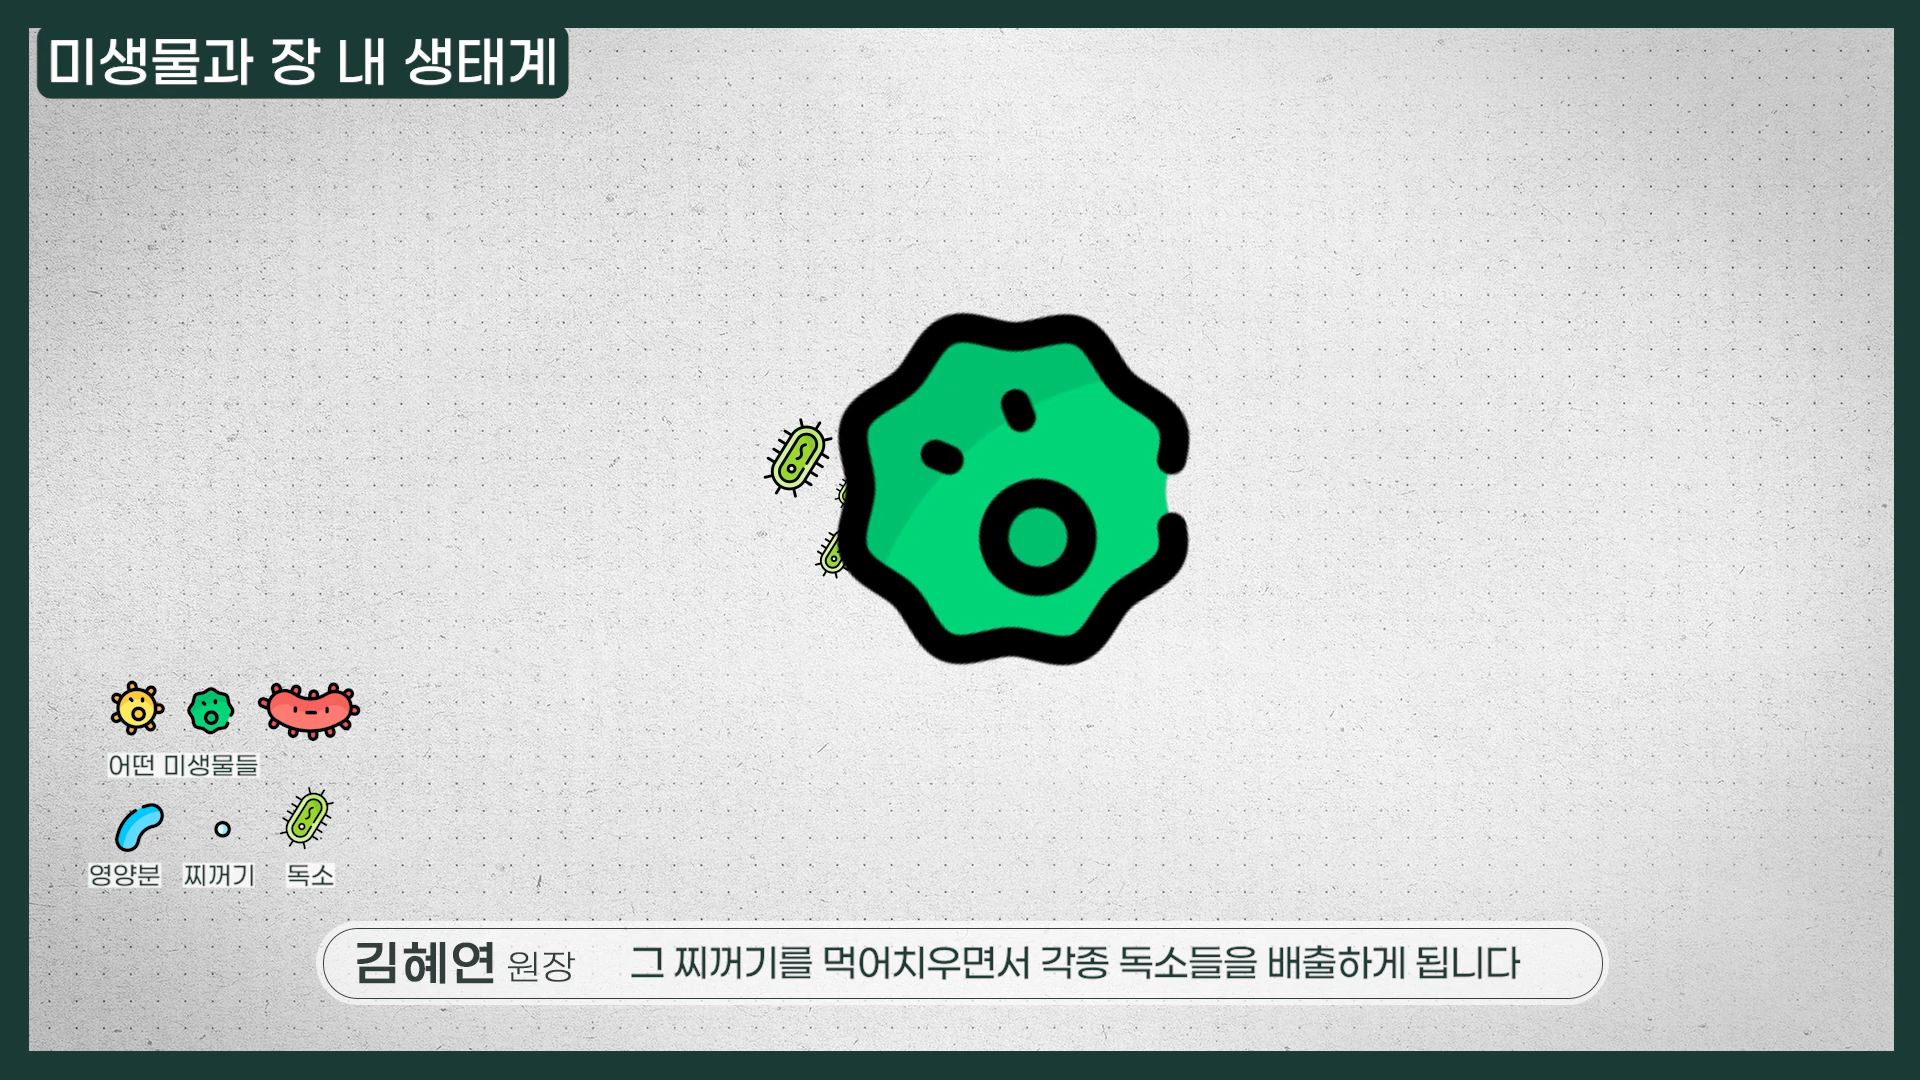 미생물과 장 내 생태계
어떤 미생물들
영양분 찌꺼기 독소
김혜연 원장 그 찌꺼기를 먹어치우면서 각종 독소들을 배출하게 됩니다